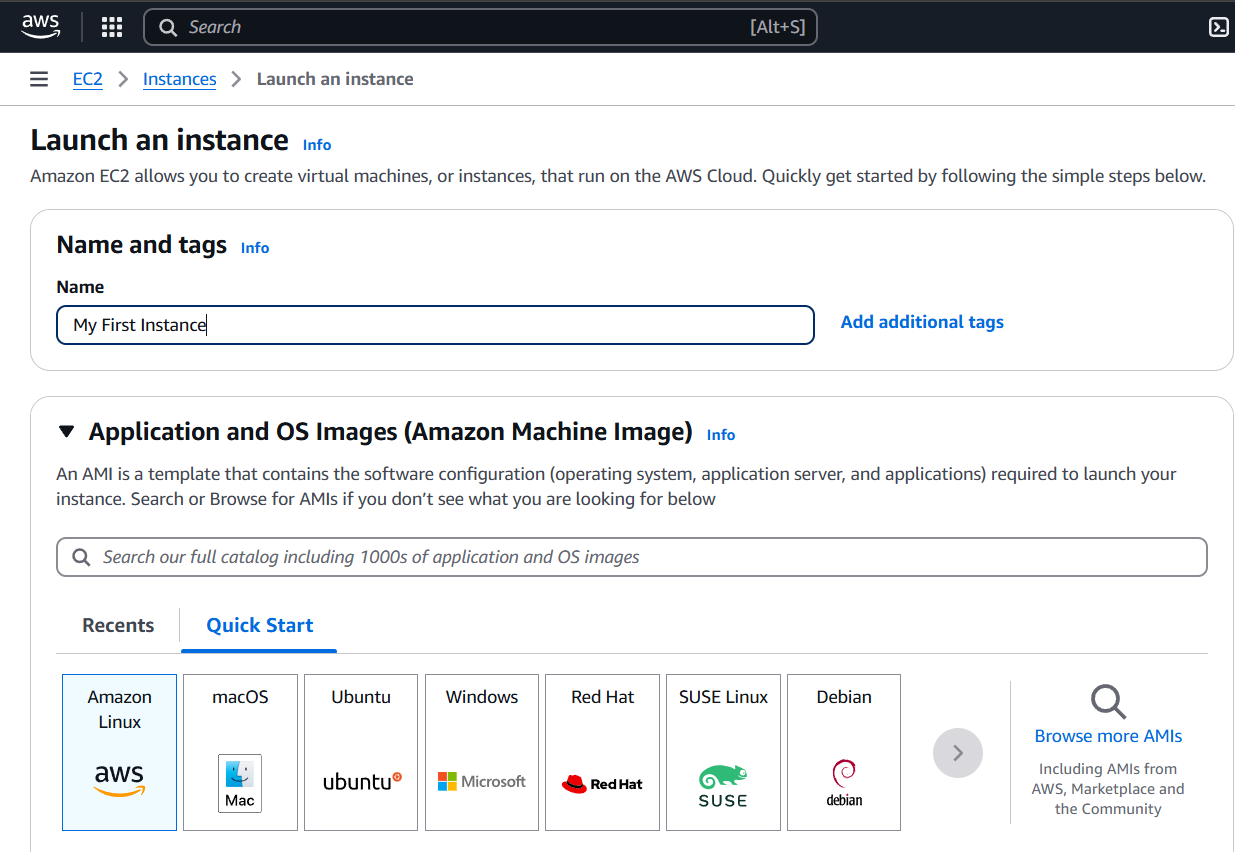 aws
Search [Alt+S]
EC2 Instances Launch an instance
Launch an instance Info
Amazon EC2 allows you to create virtual machines, or instances, that run on the AWS Cloud. Quickly get started by following the simple steps below.
Name and tags Info
Name
My First Instance
Add additional tags
Application and OS Images (Amazon Machine Image) Info
An AMI is a template that contains the software configuration (operating system, application server, and applications) required to launch your
instance. Search or Browse for AMIs if you don’t see what you are looking for below
Search our full catalog including 1000s of application and OS images
Recents
Quick Start
Amazon
Linux
aws
macOS
Mac
Ubuntu
ubuntu
Windows
Microsoft
Red Hat
Red Hat
SUSE Linux
SUSE
Debian
debian
Browse more AMIs
Including AMIs from
AWS, Marketplace and
the Community